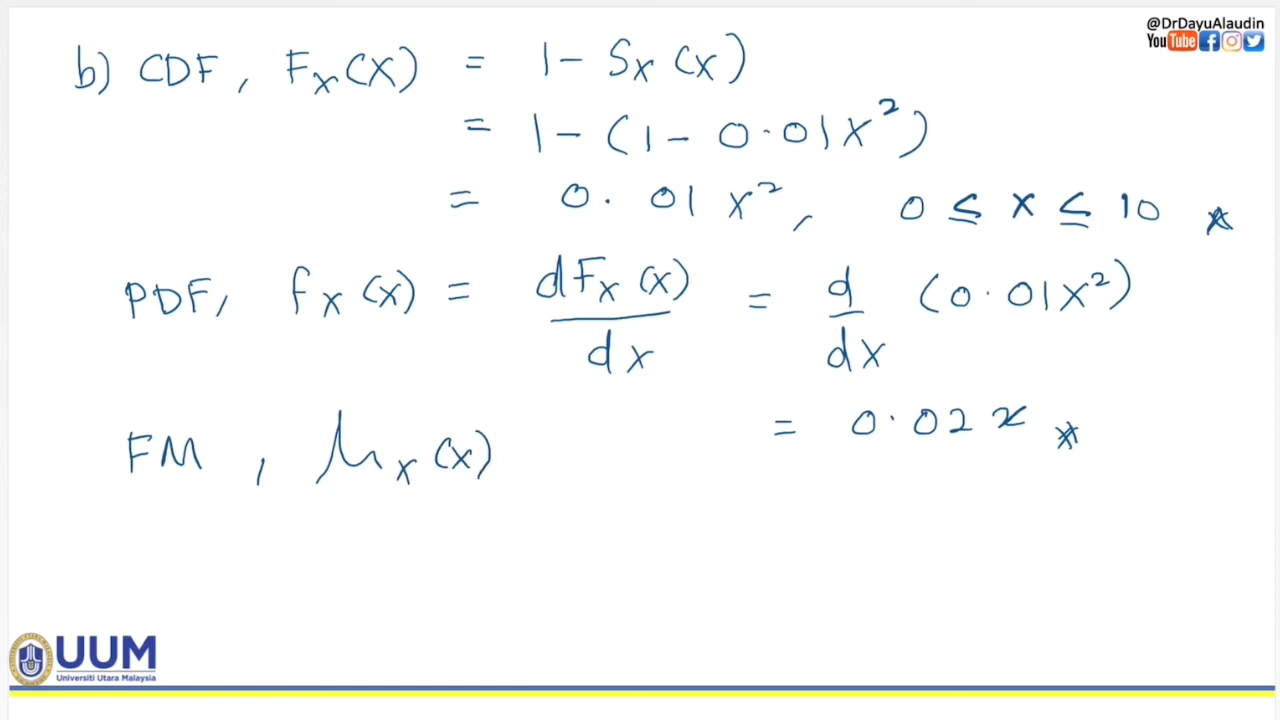 @DrDayuAlaudin
YouTube
b) CDF, Fx(x) = 1 - Sx(x)
= 1 - (1 - 0.01x²)
= 0.01x², 0 ≤ x ≤ 10 *
PDF, fx(x) = dFx(x)/dx = d/dx (0.01x²)
= 0.02x *
FM, μx(x)
UUM
Universiti Utara Malaysia